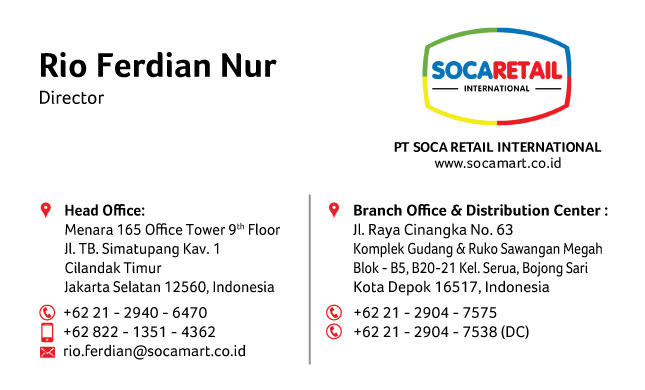 Rio Ferdian Nur
Director
SOCARETAIL
INTERNATIONAL
PT SOCA RETAIL INTERNATIONAL
www.socamart.co.id
Head Office:
Menara 165 Office Tower 9th Floor
Jl. TB. Simatupang Kav. 1
Cilandak Timur
Jakarta Selatan 12560, Indonesia
+62 21 - 2940 - 6470
+62 822 - 1351 - 4362
rio.ferdian@socamart.co.id
Branch Office & Distribution Center :
Jl. Raya Cinangka No. 63
Komplek Gudang & Ruko Sawangan Megah
Blok - B5, B20-21 Kel. Serua, Bojong Sari
Kota Depok 16517, Indonesia
+62 21 - 2904 - 7575
+62 21 - 2904 - 7538 (DC)